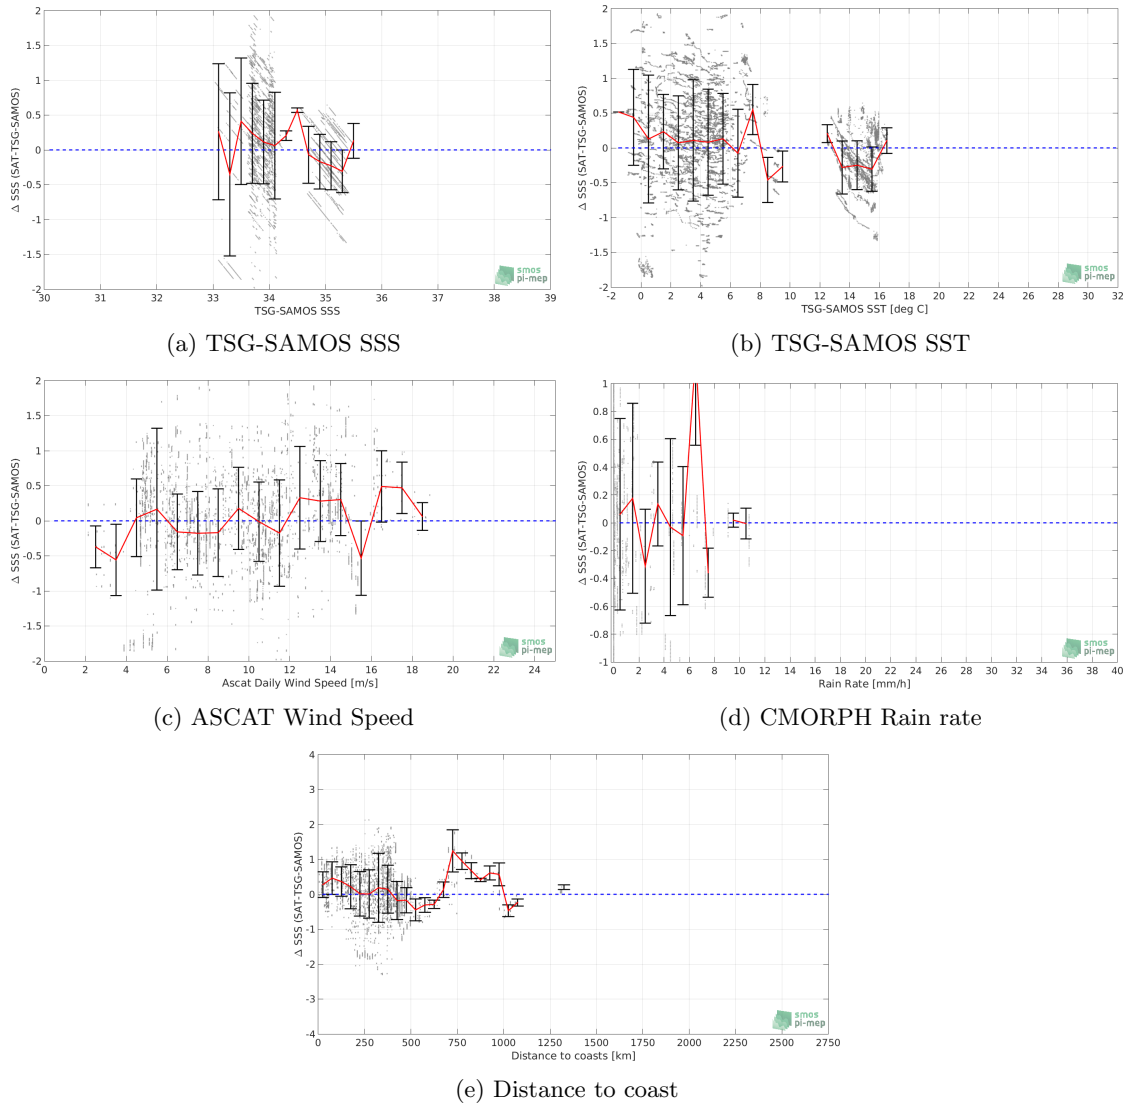 Δ SSS (SAT-TSG-SAMOS)
2
1.5
1
0.5
0
-0.5
-1
-1.5
-2
30 31 32 33 34 35 36 37 38 39
TSG-SAMOS SSS
smos
pi-mep
(a) TSG-SAMOS SSS
Δ SSS (SAT-TSG-SAMOS)
2
1.5
1
0.5
0
-0.5
-1
-1.5
-2
-2 0 2 4 6 8 10 12 14 16 18 20 22 24 26 28 30 32
TSG-SAMOS SST [deg C]
smos
pi-mep
(b) TSG-SAMOS SST
Δ SSS (SAT-TSG-SAMOS)
2
1.5
1
0.5
0
-0.5
-1
-1.5
-2
0 2 4 6 8 10 12 14 16 18 20 22 24
Ascat Daily Wind Speed [m/s]
smos
pi-mep
(c) ASCAT Wind Speed
Δ SSS (SAT-TSG-SAMOS)
1
0.8
0.6
0.4
0.2
0
-0.2
-0.4
-0.6
-0.8
-1
0 2 4 6 8 10 12 14 16 18 20 22 24 26 28 30 32 34 36 38 40
Rain Rate [mm/h]
smos
pi-mep
(d) CMORPH Rain rate
Δ SSS (SAT-TSG-SAMOS)
4
3
2
1
0
-1
-2
-3
-4
0 250 500 750 1000 1250 1500 1750 2000 2250 2500 2750
Distance to coasts [km]
smos
pi-mep
(e) Distance to coast